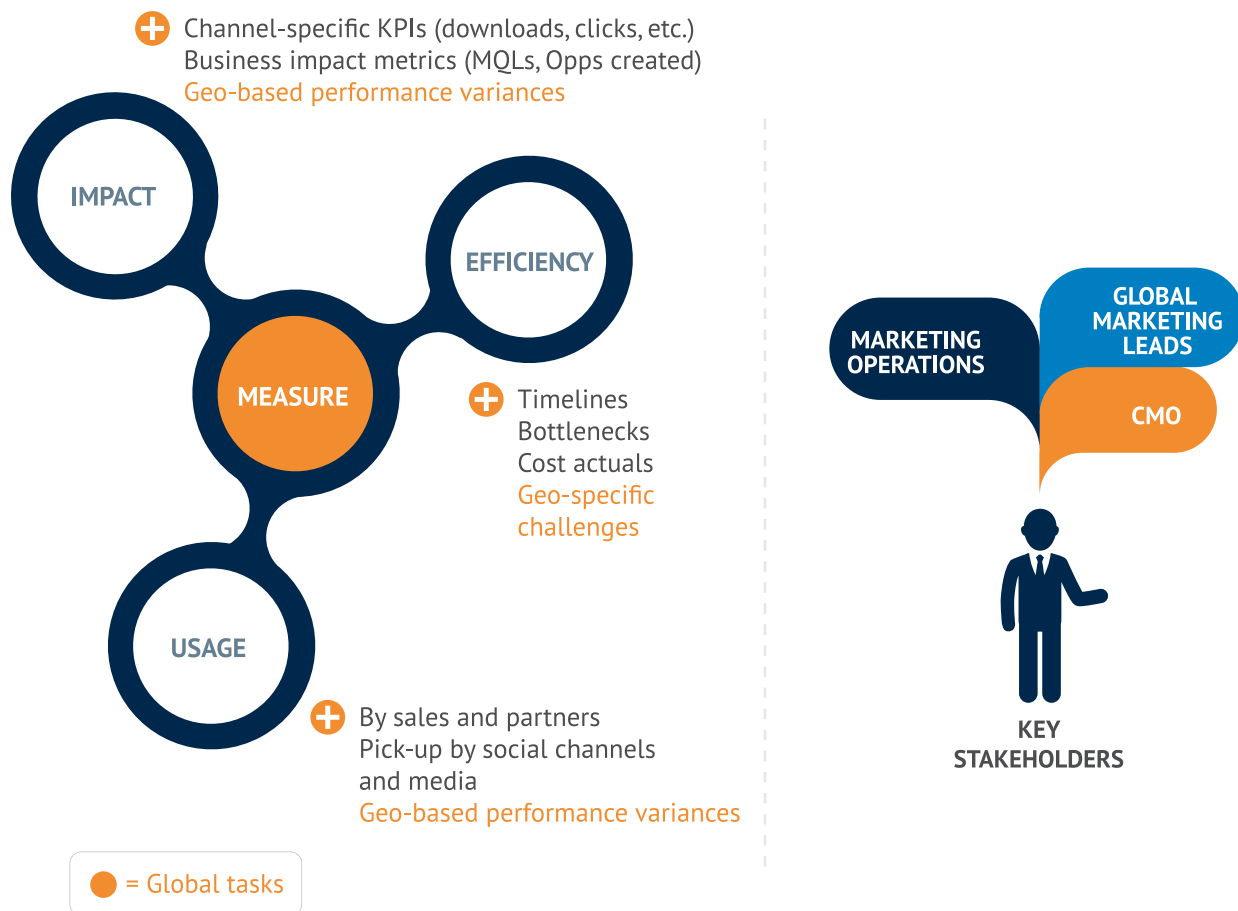 Channel-specific KPIs (downloads, clicks, etc.)
Business impact metrics (MQLs, Opps created)
Geo-based performance variances
IMPACT
EFFICIENCY
MEASURE
Timelines
Bottlenecks
Cost actuals
Geo-specific
challenges
USAGE
By sales and partners
Pick-up by social channels
and media
Geo-based performance variances
= Global tasks
MARKETING
OPERATIONS
GLOBAL
MARKETING
LEADS
CMO
KEY
STAKEHOLDERS